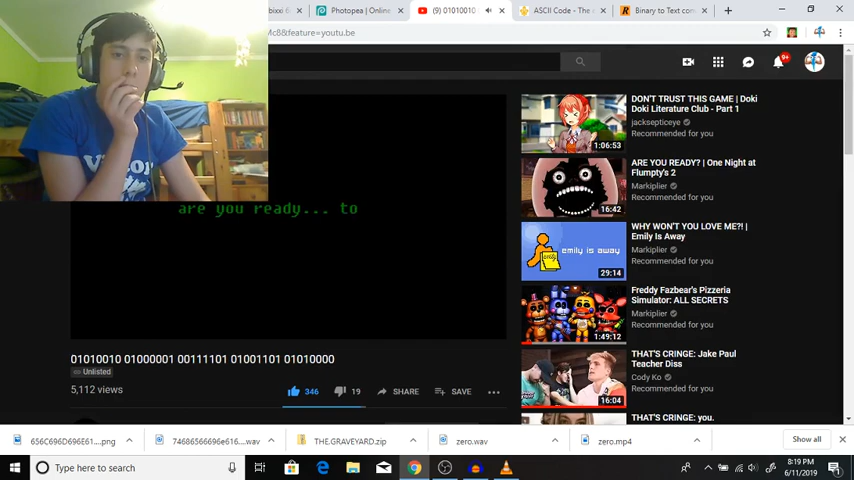 bixxi 6
Photopea | Online
(9) 01010010
ASCII Code - The
Binary to Text con
Mc8&feature=youtu.be
9+
are you ready... to
01010010 01000001 00111101 01001101 01010000
Unlisted
5,112 views
346
19
SHARE
SAVE
DON'T TRUST THIS GAME | Doki
Doki Literature Club - Part 1
jacksepticeye
Recommended for you
1:06:53
ARE YOU READY? | One Night at
Flumpty's 2
Markiplier
Recommended for you
16:42
WHY WON'T YOU LOVE ME?! |
Emily Is Away
Markiplier
Recommended for you
emily is away
29:14
Freddy Fazbear's Pizzeria
Simulator: ALL SECRETS
Markiplier
Recommended for you
1:49:12
THAT'S CRINGE: Jake Paul
Teacher Diss
Cody Ko
Recommended for you
16:04
THAT'S CRINGE: you.
656C696D696E61....png
74686566696e616....wav
THE.GRAVEYARD.zip
zero.wav
zero.mp4
Show all
Type here to search
8:19 PM
6/11/2019